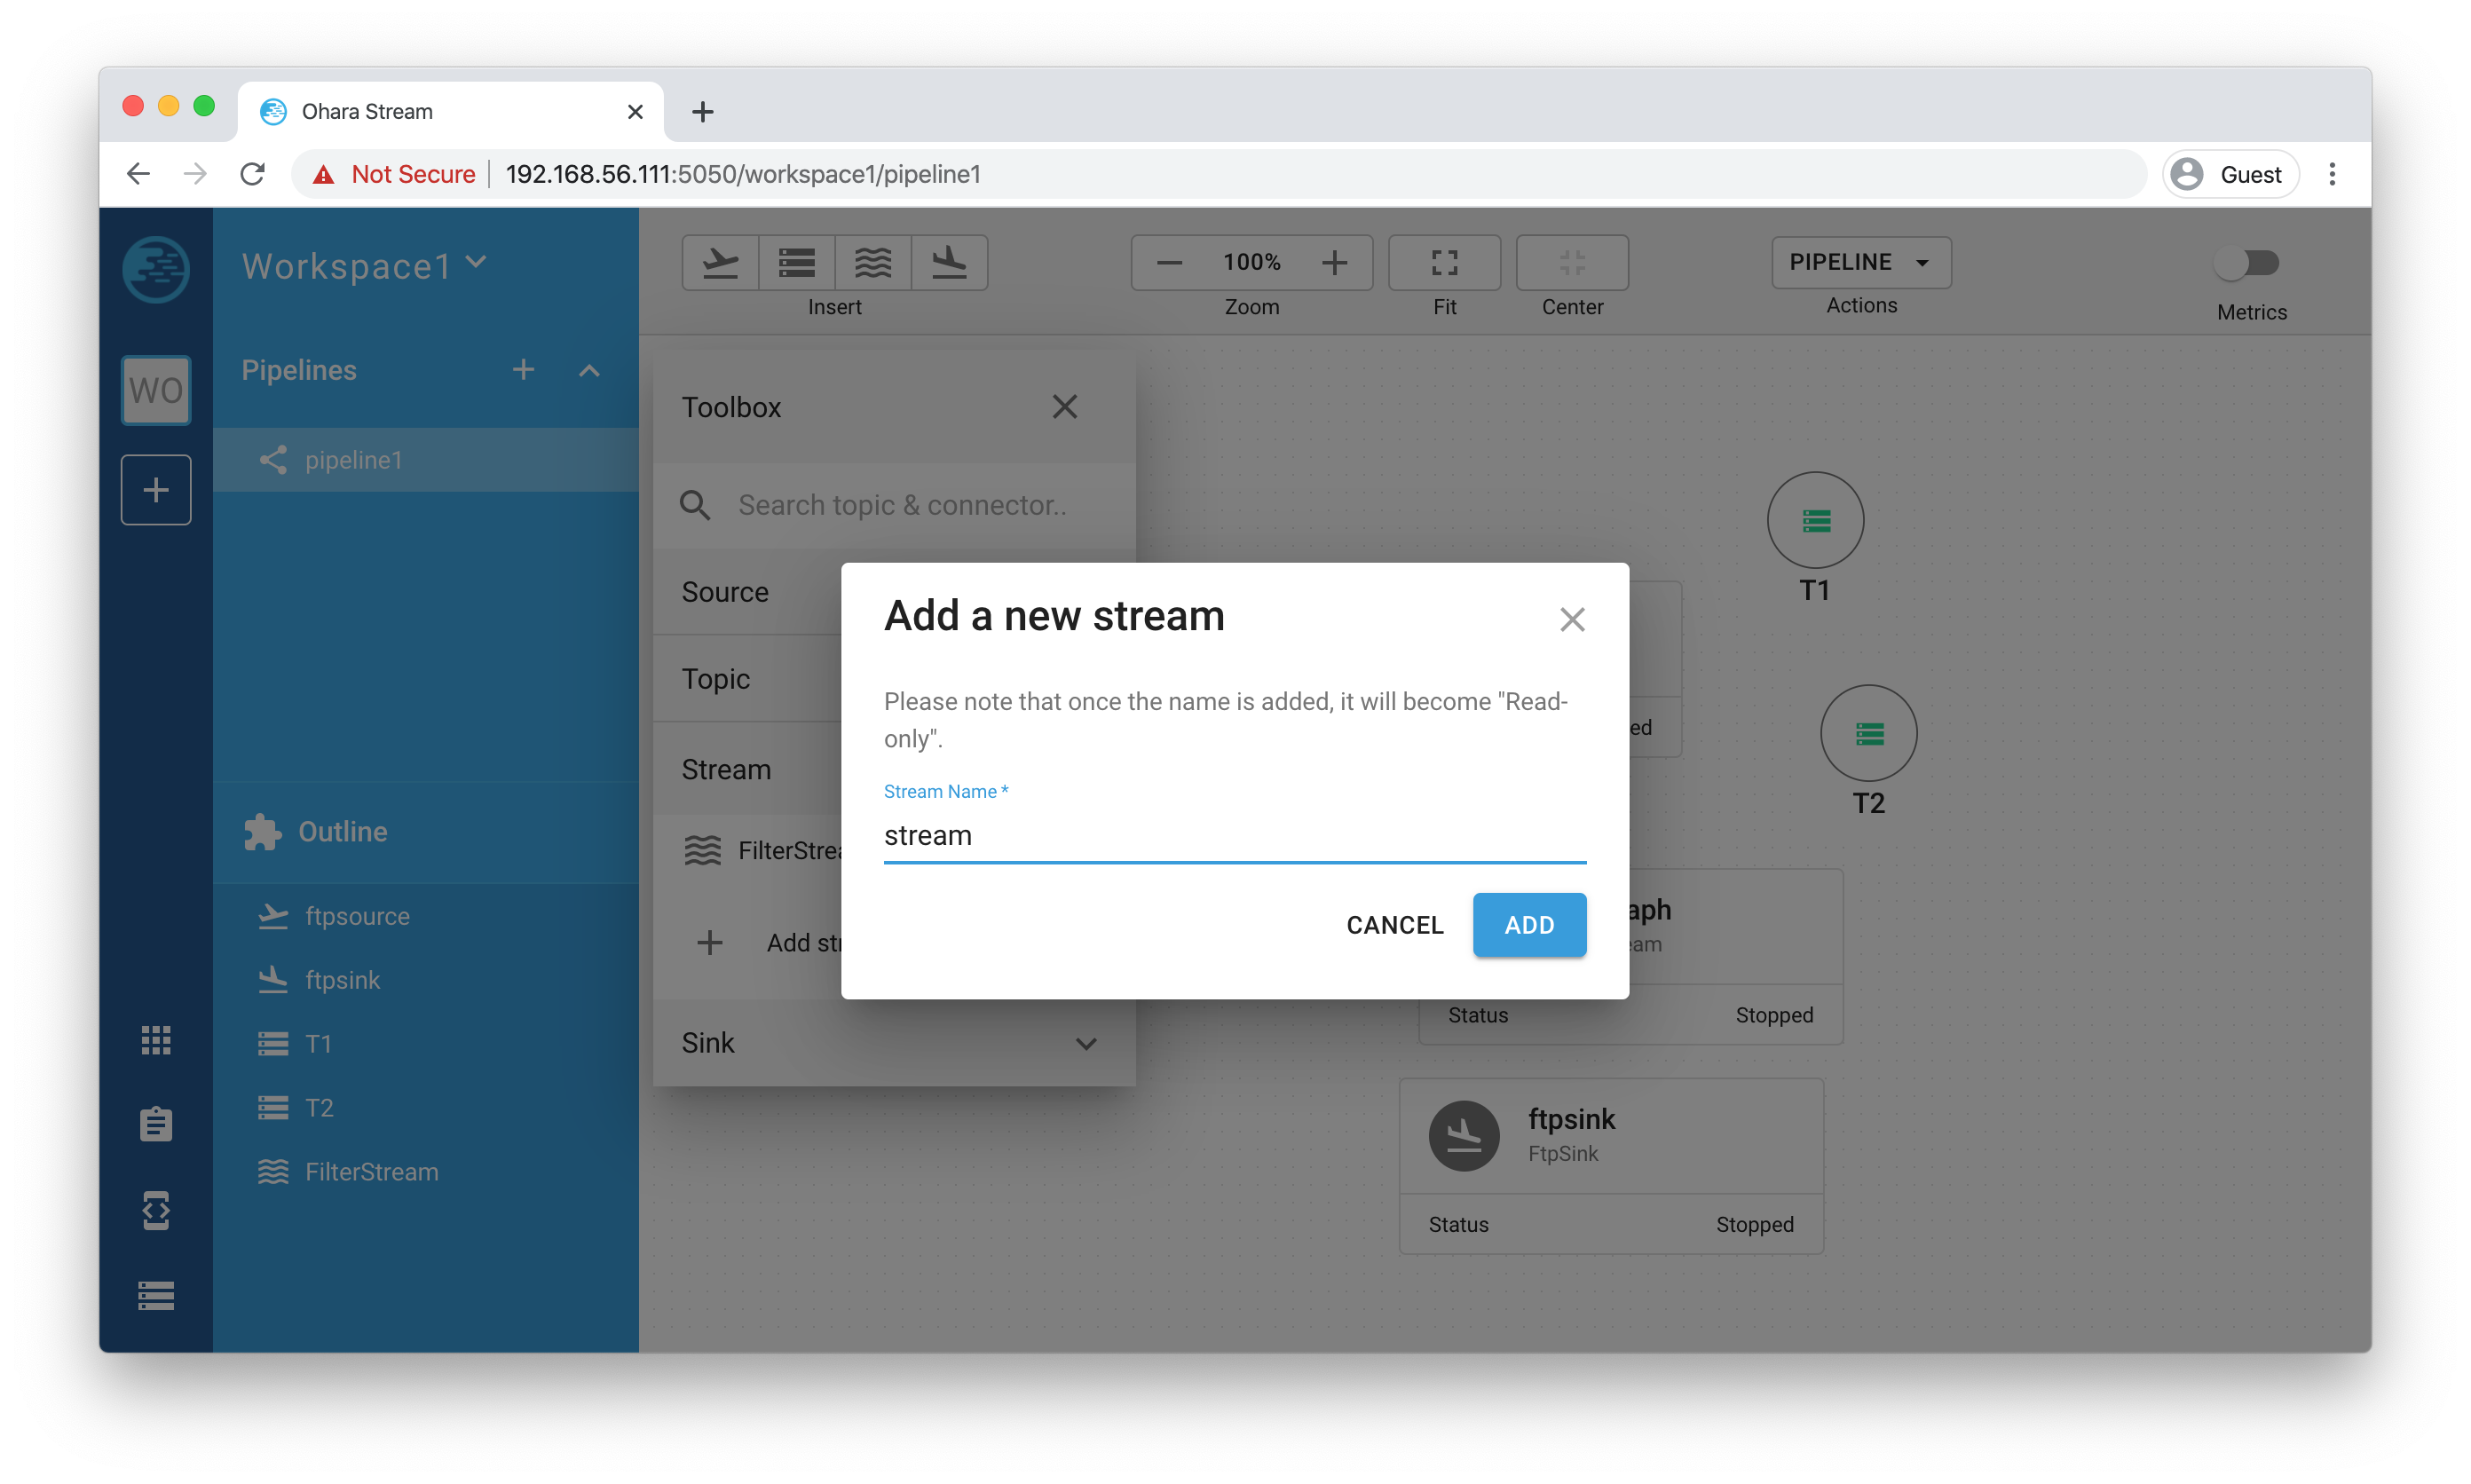 Ohara Stream
Not Secure
192.168.56.111:5050/workspace1/pipeline1
Guest
Workspace1
Insert
100%
Zoom
Fit
Center
PIPELINE
Actions
Metrics
WO
Pipelines
pipeline1
Outline
ftpsource
ftpsink
T1
T2
FilterStream
Toolbox
Search topic & connector..
Source
Topic
Stream
FilterStrea
Add str
Sink
Add a new stream
Please note that once the name is added, it will become "Read-
only".
Stream Name *
stream
CANCEL
ADD
T1
T2
ed
aph
eam
Status
Stopped
ftpsink
FtpSink
Status
Stopped